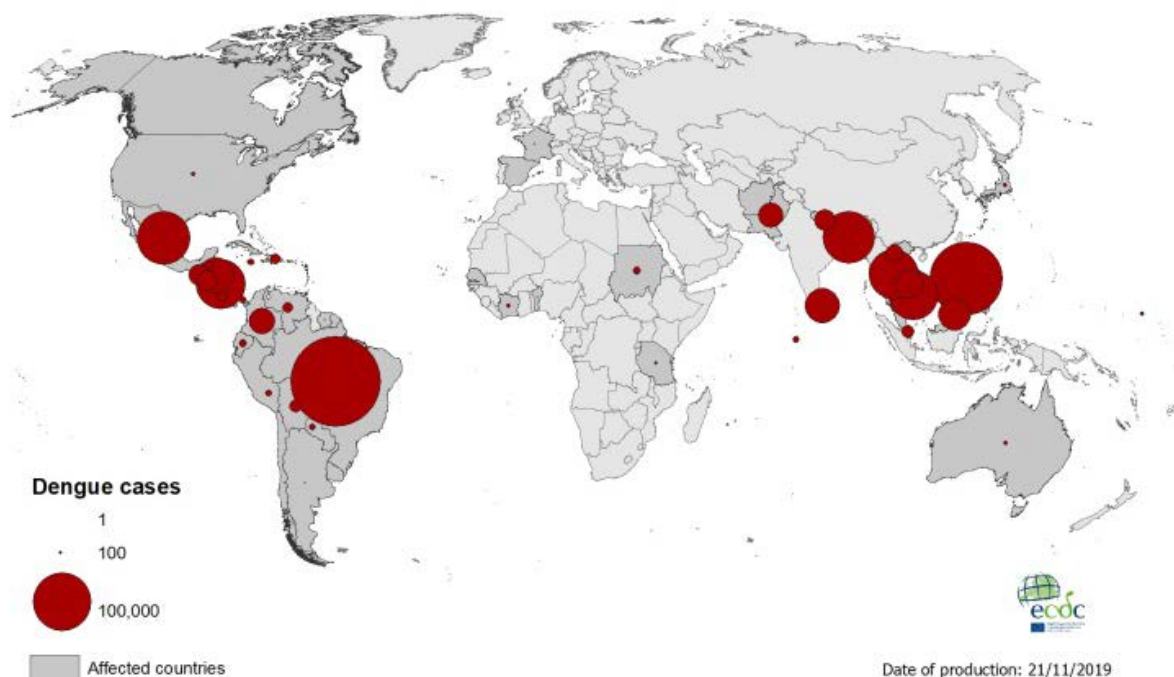 Dengue cases
1
100
100,000
Affected countries
ecdc
Date of production: 21/11/2019